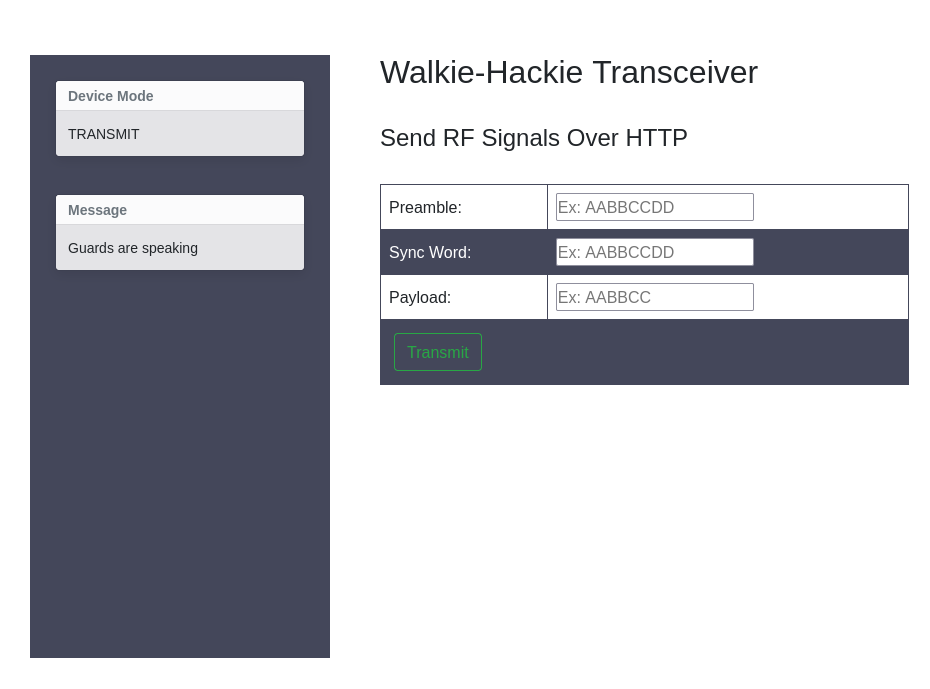 Device Mode
TRANSMIT
Message
Guards are speaking
Walkie-Hackie Transceiver
Send RF Signals Over HTTP
Preamble: Ex: AABBCCDD
Sync Word: Ex: AABBCCDD
Payload: Ex: AABBCC
Transmit